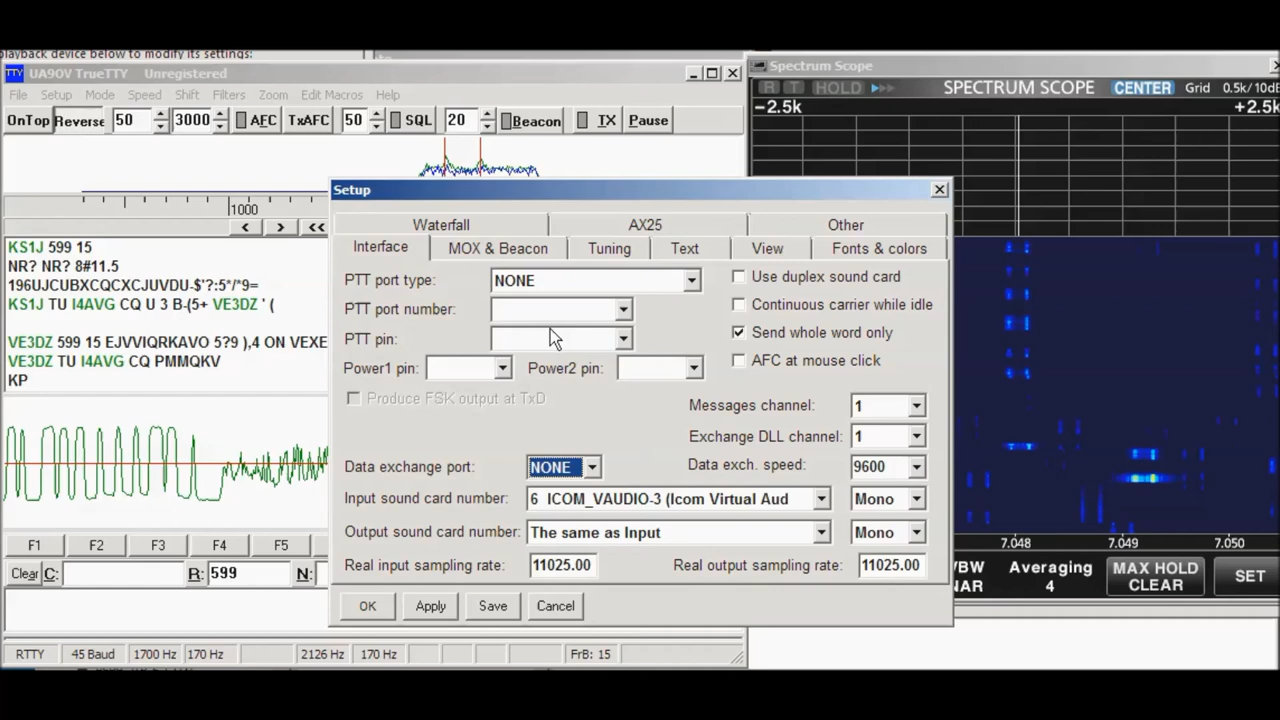 playback device below to modify its settings:
TTY UA9OV TrueTTY Unregistered
File Setup Mode Speed Shift Filters Zoom Edit Macros Help
OnTop Reverse 50 3000 AFC TxAFC 50 SQL 20 Beacon TX Pause
1000
< > <<
KS1J 599 15
NR? NR? 8#11.5
196UJCUBXCQXCJUVDU-$'?:5*/*9=
KS1J TU I4AVG CQ U 3 B-(5+ VE3DZ ' (
VE3DZ 599 15 EJVVIQRKAVO 5?9 ),4 ON VEXE
VE3DZ TU I4AVG CQ PMMQKV
KP
F1 F2 F3 F4 F5
Clear C: R: 599 N:
RTTY 45 Baud 1700 Hz 170 Hz 2126 Hz 170 Hz FrB: 15
Setup
Waterfall AX25 Other
Interface MOX & Beacon Tuning Text View Fonts & colors
PTT port type: NONE
PTT port number:
PTT pin:
Power1 pin: Power2 pin:
Produce FSK output at TxD
Use duplex sound card
Continuous carrier while idle
Send whole word only
AFC at mouse click
Messages channel: 1
Exchange DLL channel: 1
Data exchange port: NONE Data exch. speed: 9600
Input sound card number: 6 ICOM_VAUDIO-3 (Icom Virtual Aud Mono
Output sound card number: The same as Input Mono
Real input sampling rate: 11025.00 Real output sampling rate: 11025.00
OK Apply Save Cancel
Spectrum Scope
R T HOLD SPECTRUM SCOPE CENTER Grid 0.5k/10dB
-2.5k +2.5k
7.048 7.049 7.050
VBW NAR Averaging 4 MAX HOLD CLEAR SET